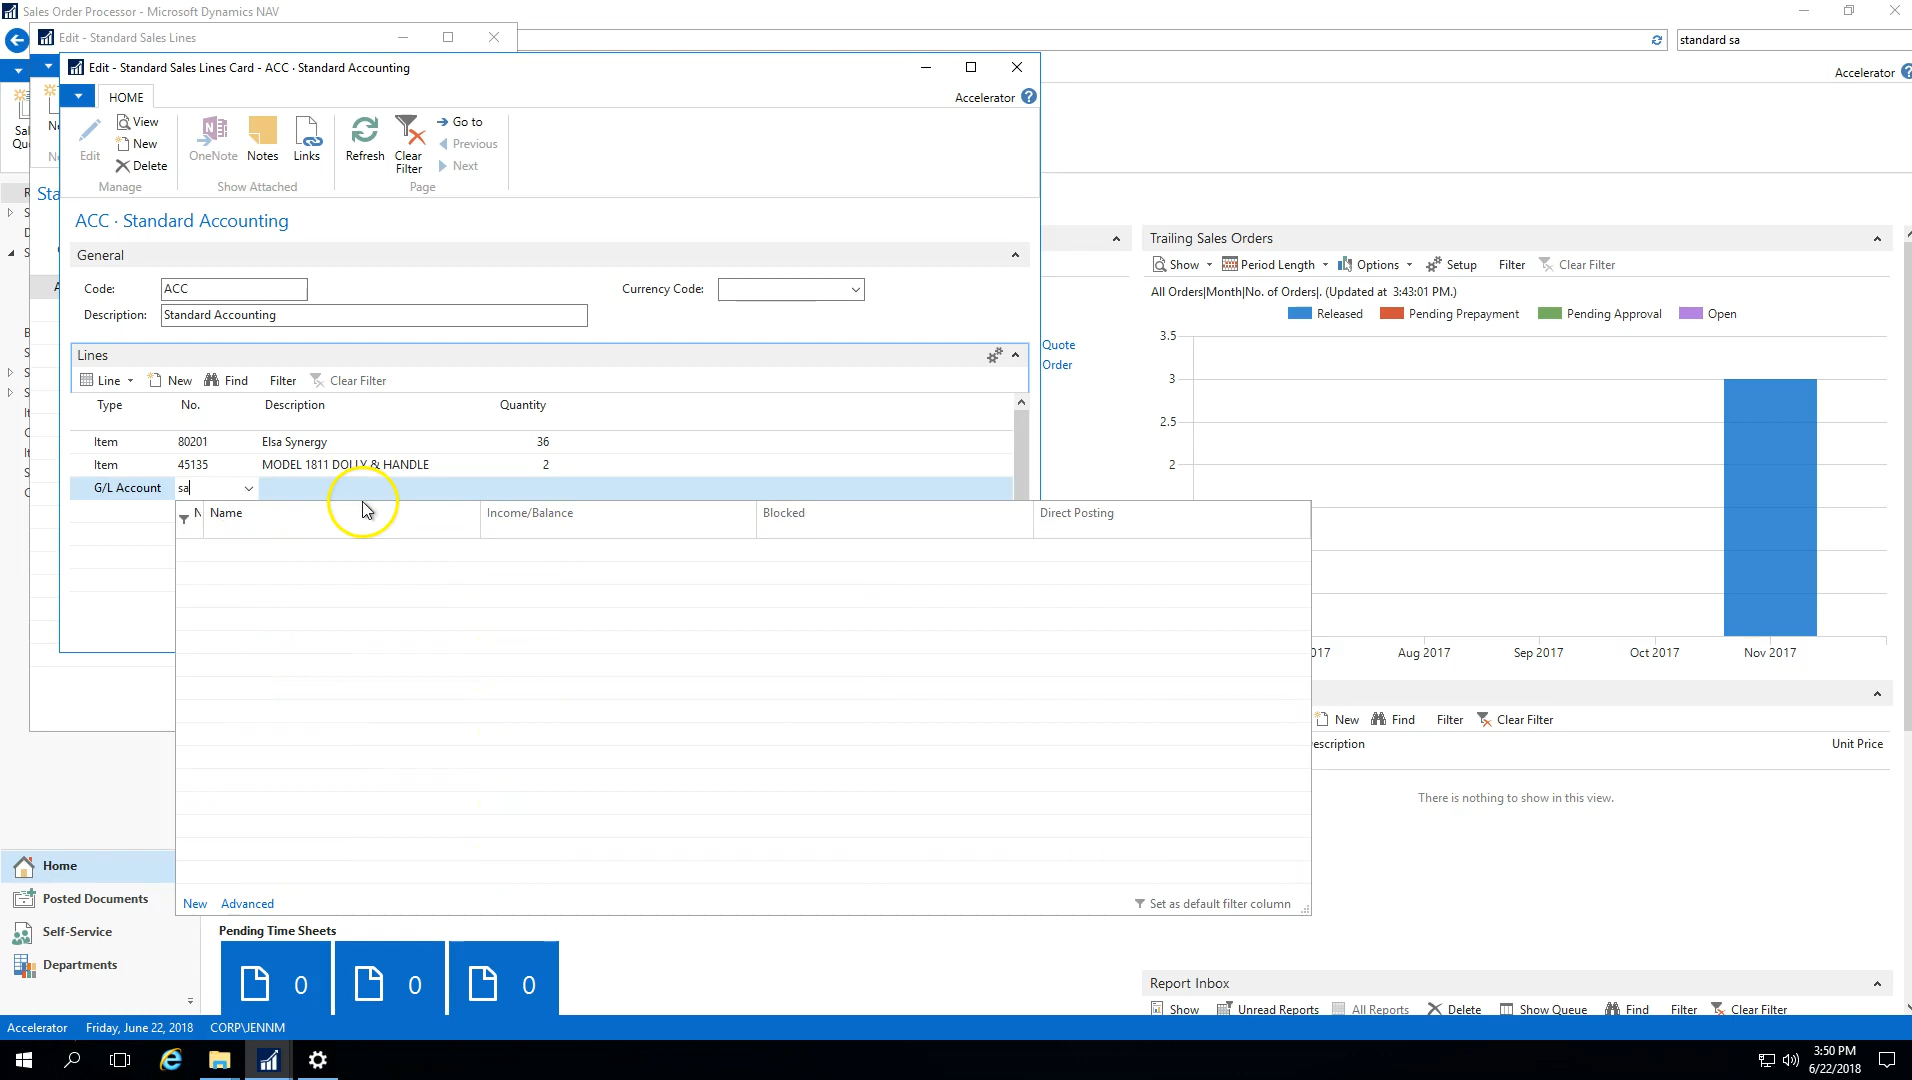 Sales Order Processor - Microsoft Dynamics NAV
Edit - Standard Sales Lines
standard sa
Edit - Standard Sales Lines Card - ACC · Standard Accounting
Accelerator
HOME
Accelerator
View
New
Delete
Edit
Manage
OneNote
Notes
Links
Show Attached
Refresh
Clear Filter
Go to
Previous
Next
Page
Sta
ACC · Standard Accounting
General
Code:
ACC
Currency Code:
Description:
Standard Accounting
Lines
Line
New
Find
Filter
Clear Filter
Type No. Description Quantity
Item 80201 Elsa Synergy 36
Item 45135 MODEL 1811 DOLLY & HANDLE 2
G/L Account sa
N Name Income/Balance Blocked Direct Posting
New Advanced
Set as default filter column
Quote
Order
Trailing Sales Orders
Show
Period Length
Options
Setup
Filter
Clear Filter
All Orders|Month|No. of Orders|. (Updated at 3:43:01 PM.)
Released
Pending Prepayment
Pending Approval
Open
3.5
3
2.5
2
017
Aug 2017
Sep 2017
Oct 2017
Nov 2017
New
Find
Filter
Clear Filter
escription
Unit Price
There is nothing to show in this view.
Home
Posted Documents
Self-Service
Departments
Pending Time Sheets
0
0
0
Report Inbox
Show
Unread Reports
All Reports
Delete
Show Queue
Find
Filter
Clear Filter
Accelerator Friday, June 22, 2018 CORP\JENNM
3:50 PM
6/22/2018